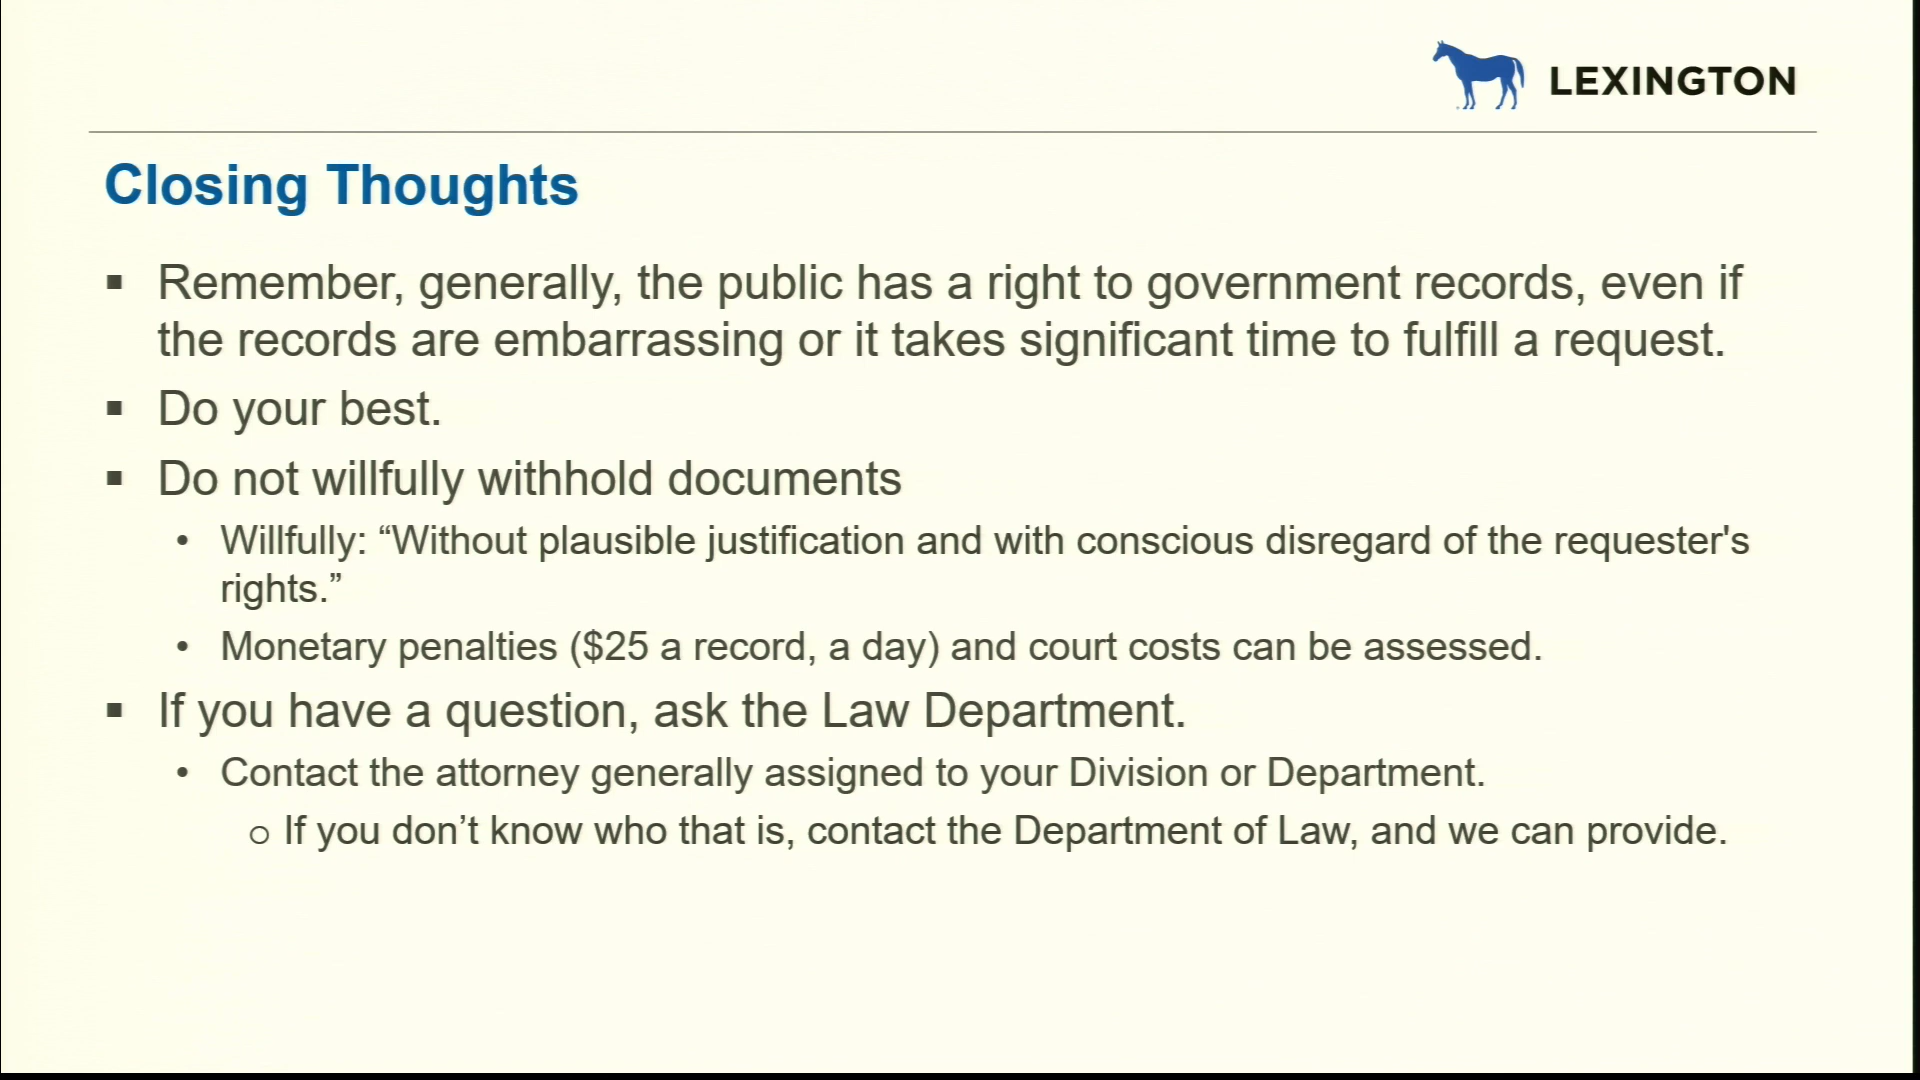 LEXINGTON
Closing Thoughts
▪ Remember, generally, the public has a right to government records, even if
the records are embarrassing or it takes significant time to fulfill a request.
▪ Do your best.
▪ Do not willfully withhold documents
• Willfully: “Without plausible justification and with conscious disregard of the requester's
rights.”
• Monetary penalties ($25 a record, a day) and court costs can be assessed.
▪ If you have a question, ask the Law Department.
• Contact the attorney generally assigned to your Division or Department.
o If you don’t know who that is, contact the Department of Law, and we can provide.